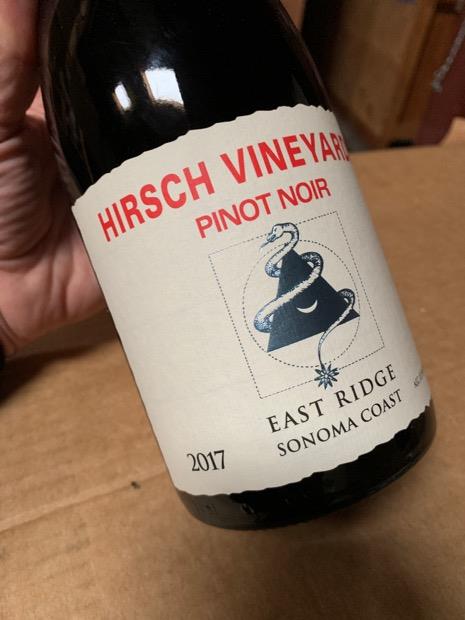 HIRSCH VINEYARD
PINOT NOIR
EAST RIDGE
SONOMA COAST
2017